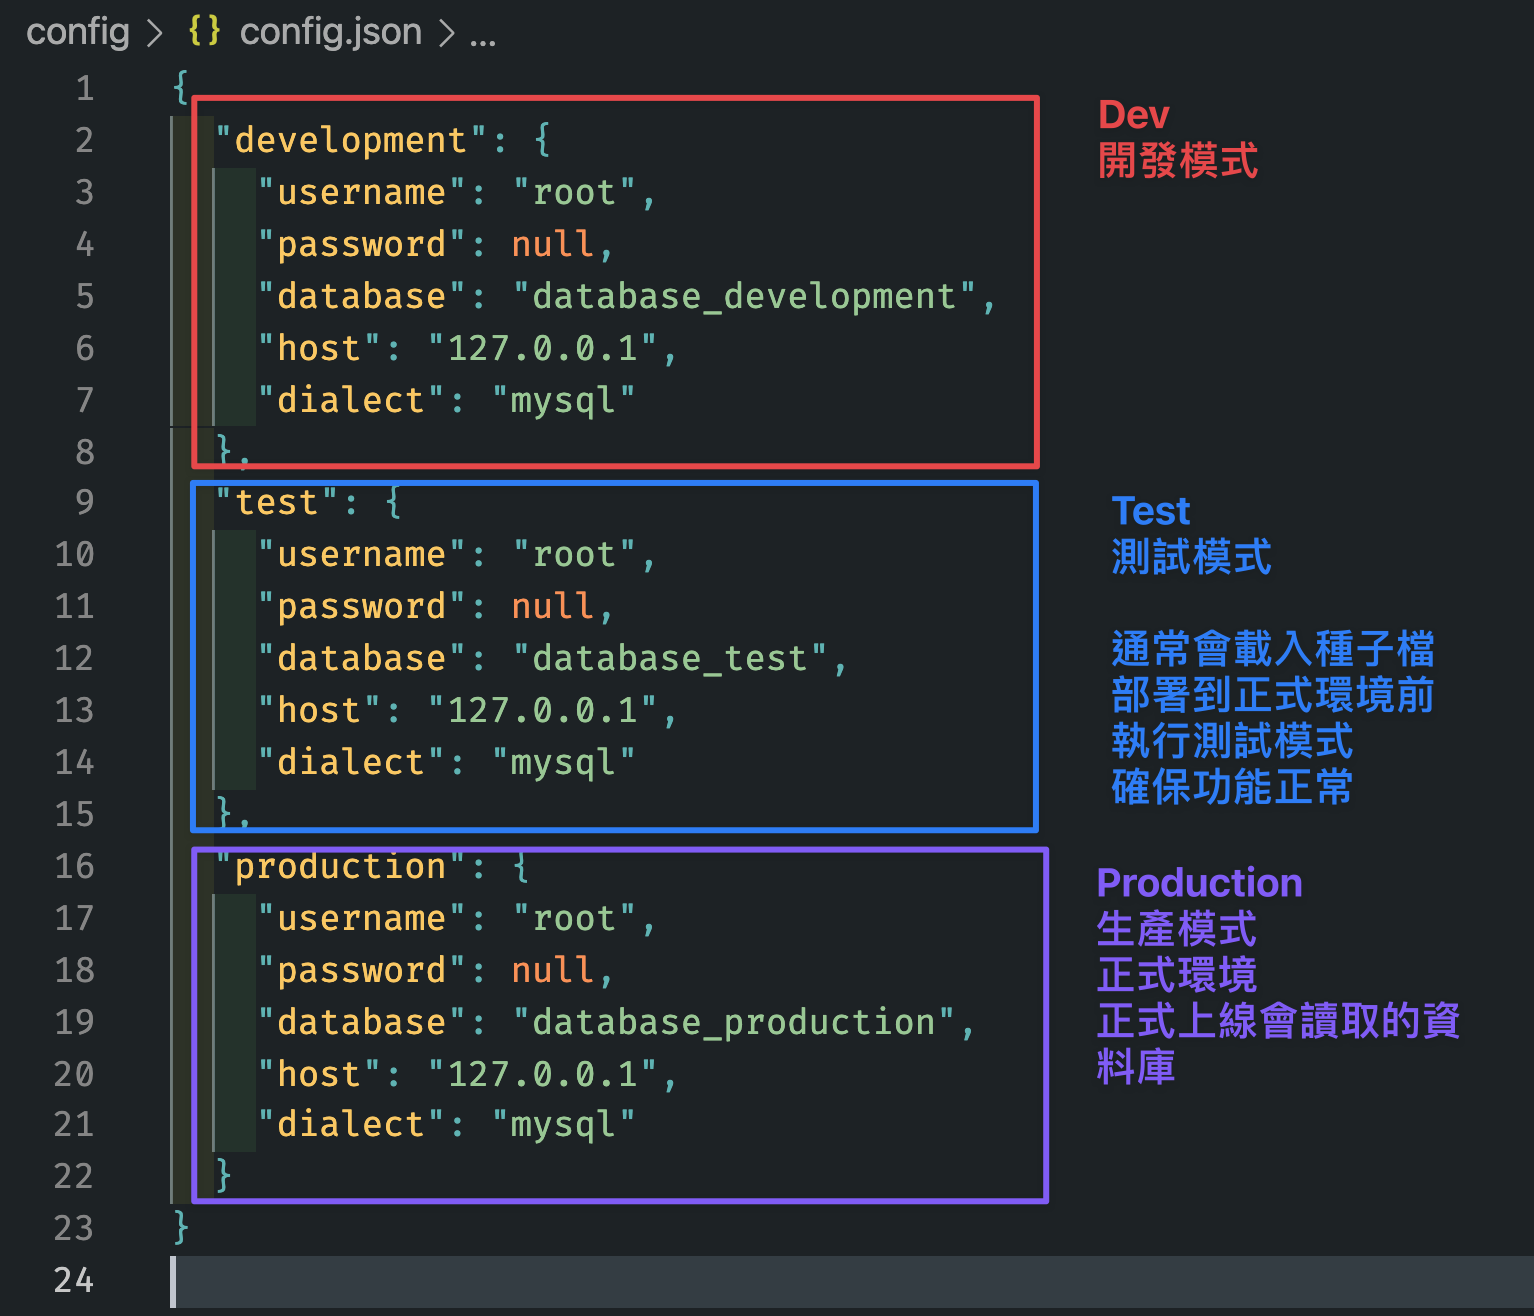 config > {} config.json > ...
1 {
2 "development": {
3 "username": "root",
4 "password": null,
5 "database": "database_development",
6 "host": "127.0.0.1",
7 "dialect": "mysql"
8 },
9 "test": {
10 "username": "root",
11 "password": null,
12 "database": "database_test",
13 "host": "127.0.0.1",
14 "dialect": "mysql"
15 },
16 "production": {
17 "username": "root",
18 "password": null,
19 "database": "database_production",
20 "host": "127.0.0.1",
21 "dialect": "mysql"
22 }
23 }
24
Dev
開發模式
Test
測試模式
通常會載入種子檔
部署到正式環境前
執行測試模式
確保功能正常
Production
生產模式
正式環境
正式上線會讀取的資
料庫